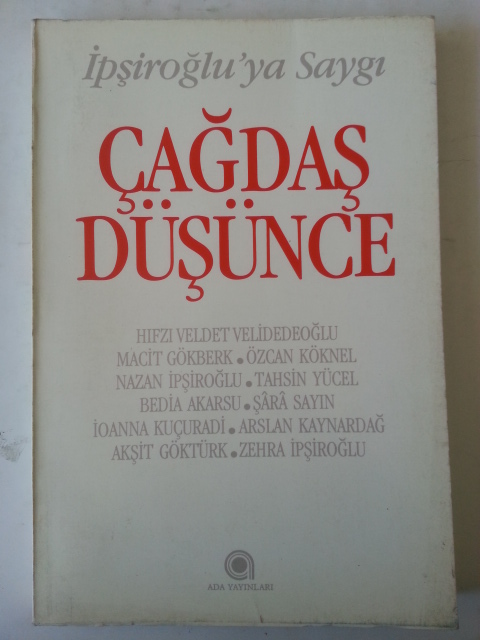 İpşiroğlu'ya Saygı
ÇAĞDAŞ
DÜŞÜNCE
HIFZI VELDET VELİDEDEOĞLU
MACİT GÖKBERK • ÖZCAN KÖKNEL
NAZAN İPŞİROĞLU • TAHSİN YÜCEL
BEDİA AKARSU • ŞÂRÂ SAYIN
İOANNA KUÇURADİ • ARSLAN KAYNARDAĞ
AKŞİT GÖKTÜRK • ZEHRA İPŞİROĞLU
ADA YAYINLARI